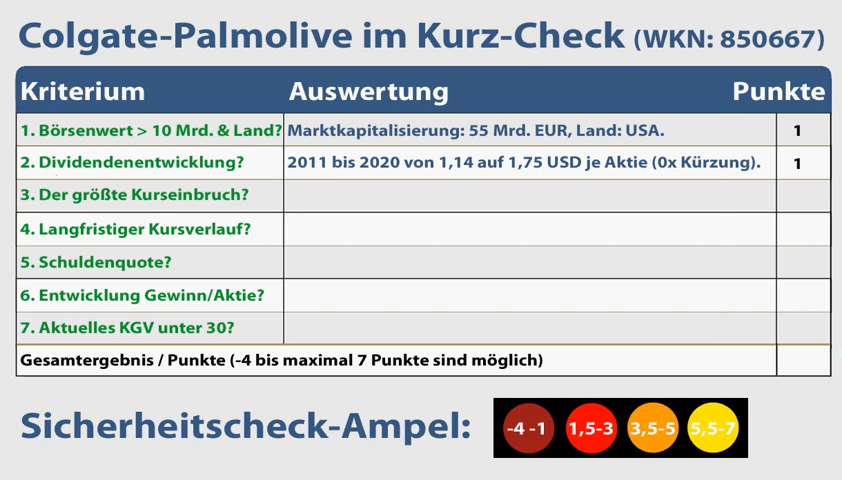 Colgate-Palmolive im Kurz-Check (WKN: 850667)
Kriterium Auswertung Punkte
1. Börsenwert > 10 Mrd. & Land? Marktkapitalisierung: 55 Mrd. EUR, Land: USA. 1
2. Dividendenentwicklung? 2011 bis 2020 von 1,14 auf 1,75 USD je Aktie (0x Kürzung). 1
3. Der größte Kurseinbruch?
4. Langfristiger Kursverlauf?
5. Schuldenquote?
6. Entwicklung Gewinn/Aktie?
7. Aktuelles KGV unter 30?
Gesamtergebnis / Punkte (-4 bis maximal 7 Punkte sind möglich)
Sicherheitscheck-Ampel: -4 -1 1,5-3 3,5-5 5,5-7